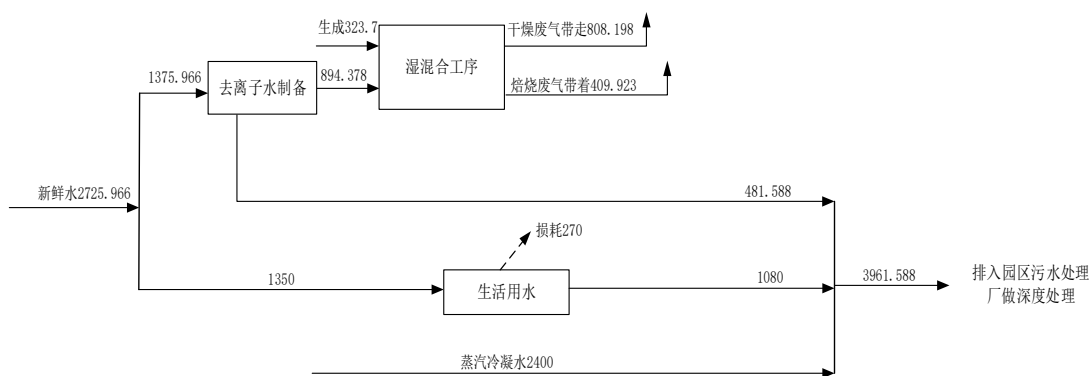 生成323.7
干燥废气带走808.198
湿混合工序
1375.966
去离子水制备
894.378
焙烧废气带着409.923
新鲜水2725.966
481.588
损耗270
1350
生活用水
1080
3961.588
排入园区污水处理
厂做深度处理
蒸汽冷凝水2400